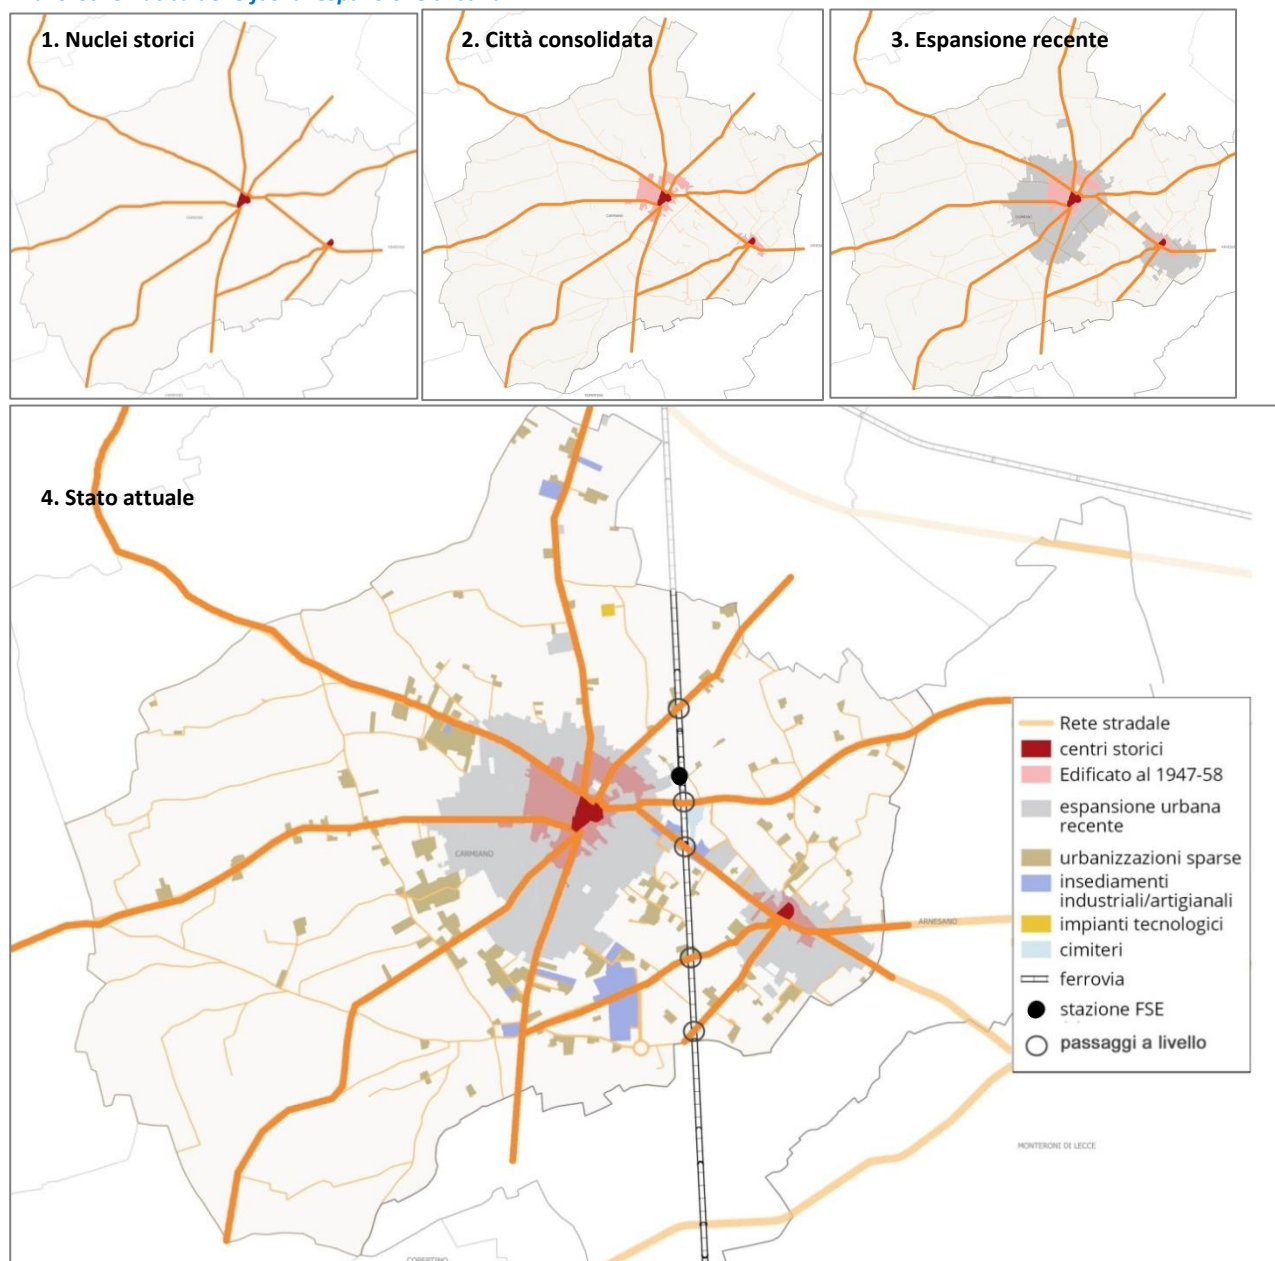 1. Nuclei storici
2. Città consolidata
3. Espansione recente
CARMIANO
4. Stato attuale
CARMIANO
ARNESANO
MONTERONI DI LECCE
COPERTINO
Rete stradale
centri storici
Edificato al 1947-58
espansione urbana
recente
urbanizzazioni sparse
insediamenti
industriali/artigianali
impianti tecnologici
cimiteri
ferrovia
stazione FSE
passaggi a livello